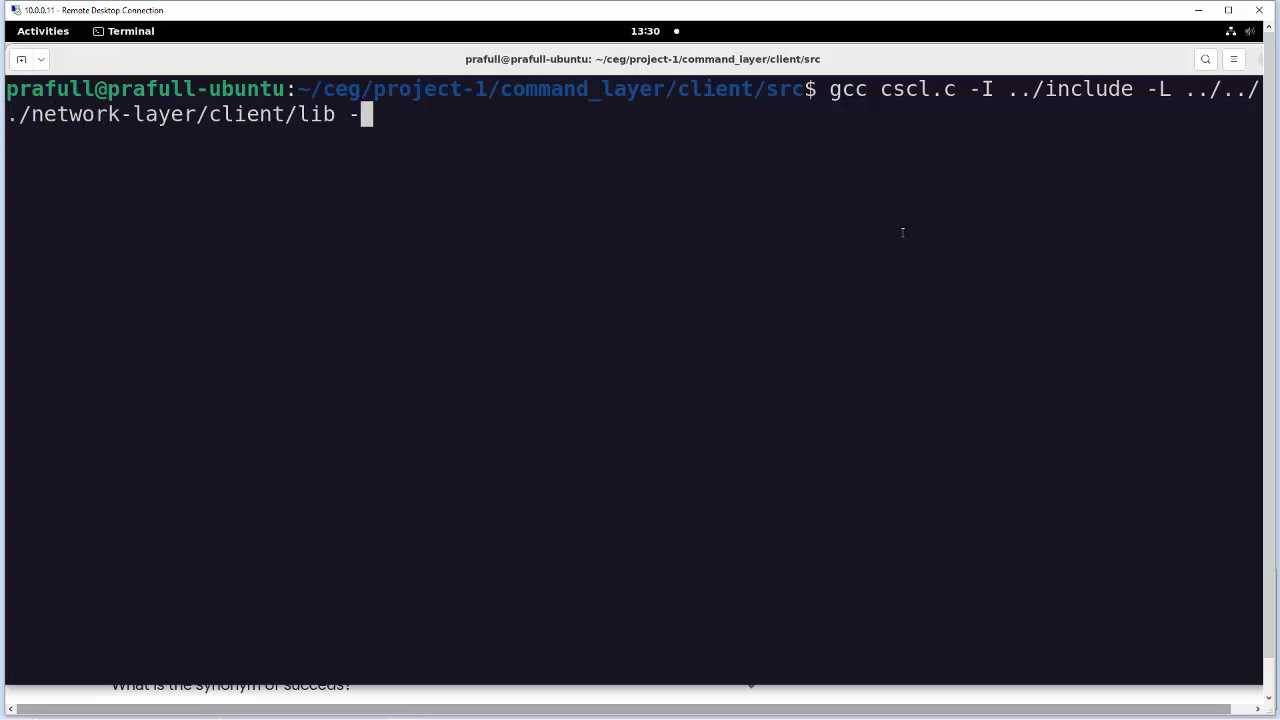 10.0.0.11 - Remote Desktop Connection
Activities Terminal 13:30
prafull@prafull-ubuntu: ~/ceg/project-1/command_layer/client/src
prafull@prafull-ubuntu:~/ceg/project-1/command_layer/client/src$ gcc cscl.c -I ../include -L ../../
./network-layer/client/lib -
What is the synonym of succeds?